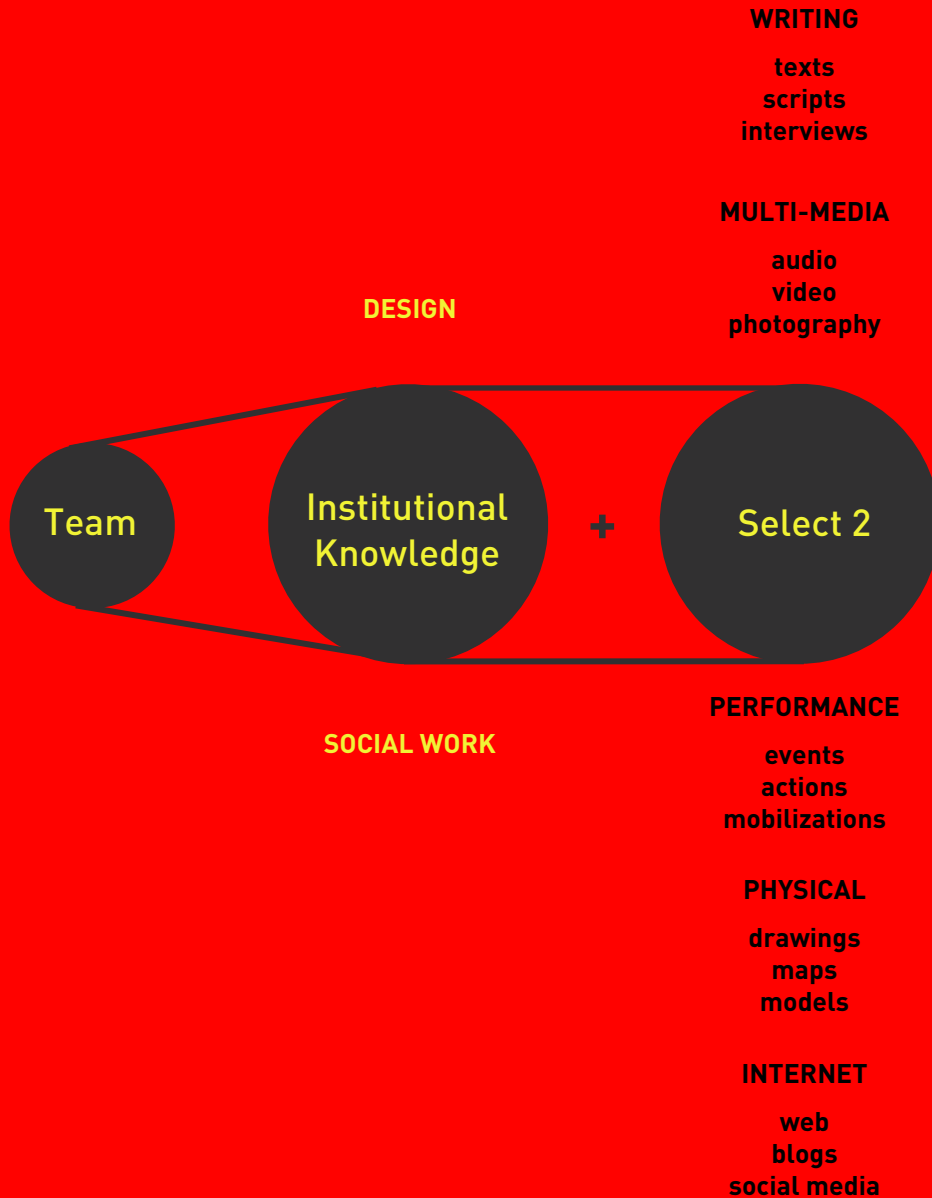 WRITING
texts
scripts
interviews
MULTI-MEDIA
audio
video
photography
DESIGN
Team
Institutional
Knowledge
+
Select 2
SOCIAL WORK
PERFORMANCE
events
actions
mobilizations
PHYSICAL
drawings
maps
models
INTERNET
web
blogs
social media